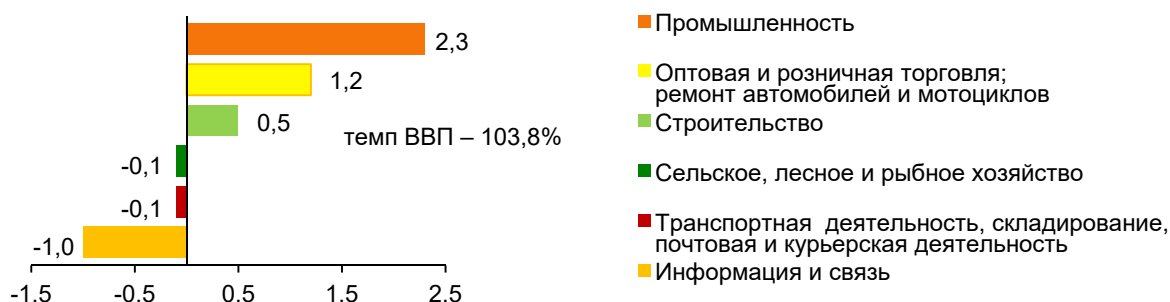 2,3
1,2
0,5
темп ВВП – 103,8%
-0,1
-0,1
-1,0
-1,5 -0,5 0,5 1,5 2,5
Промышленность
Оптовая и розничная торговля;
ремонт автомобилей и мотоциклов
Строительство
Сельское, лесное и рыбное хозяйство
Транспортная деятельность, складирование,
почтовая и курьерская деятельность
Информация и связь